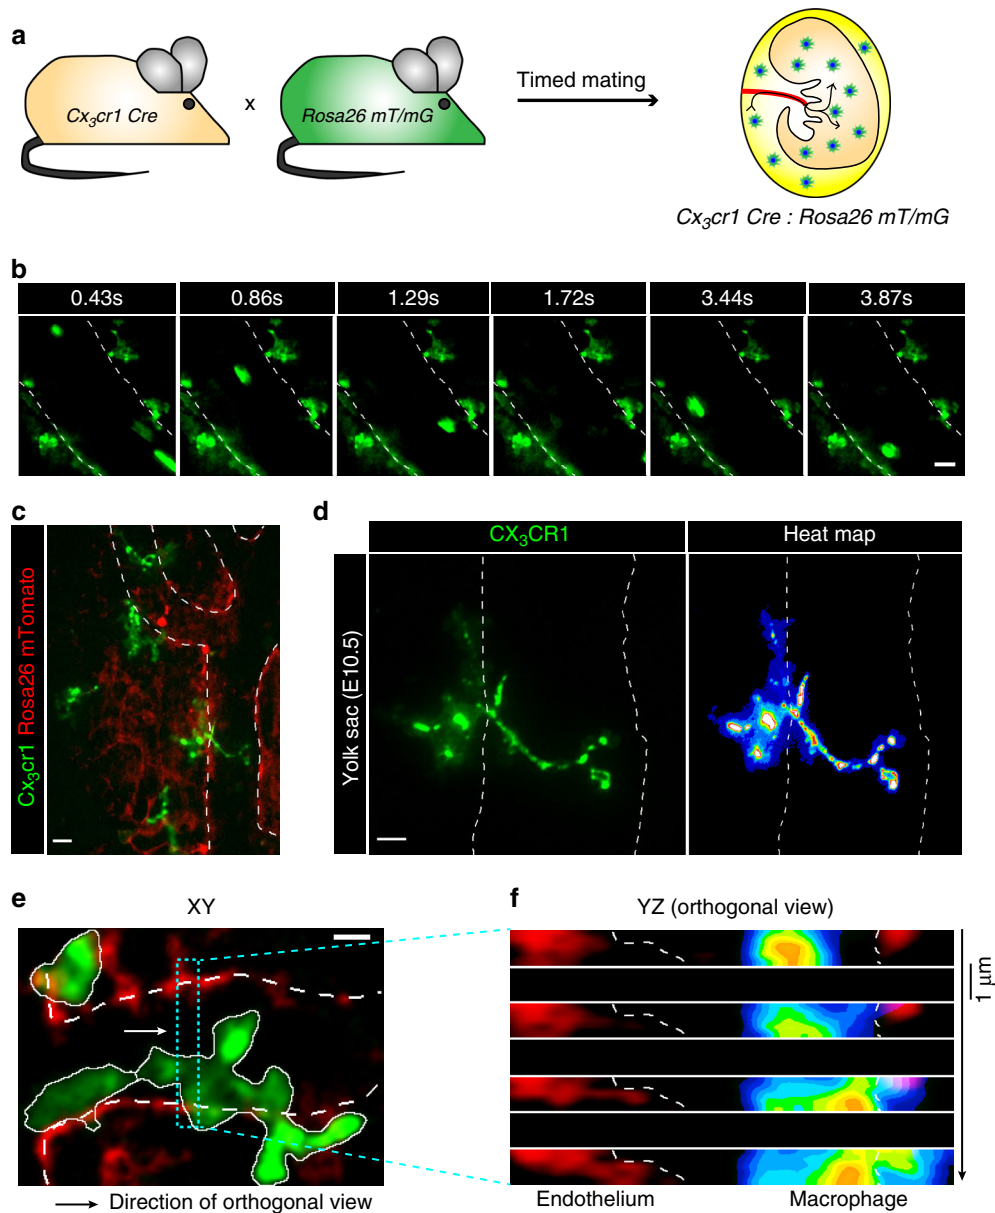 a
Cx3cr1 Cre
x
Rosa26 mT/mG
Timed mating
Cx3cr1 Cre : Rosa26 mT/mG
b
0.43s 0.86s 1.29s 1.72s 3.44s 3.87s
c
Cx3cr1 Rosa26 mTomato
d
CX3CR1 Heat map
Yolk sac (E10.5)
e
XY
Direction of orthogonal view
f
YZ (orthogonal view)
1 μm
Endothelium Macrophage